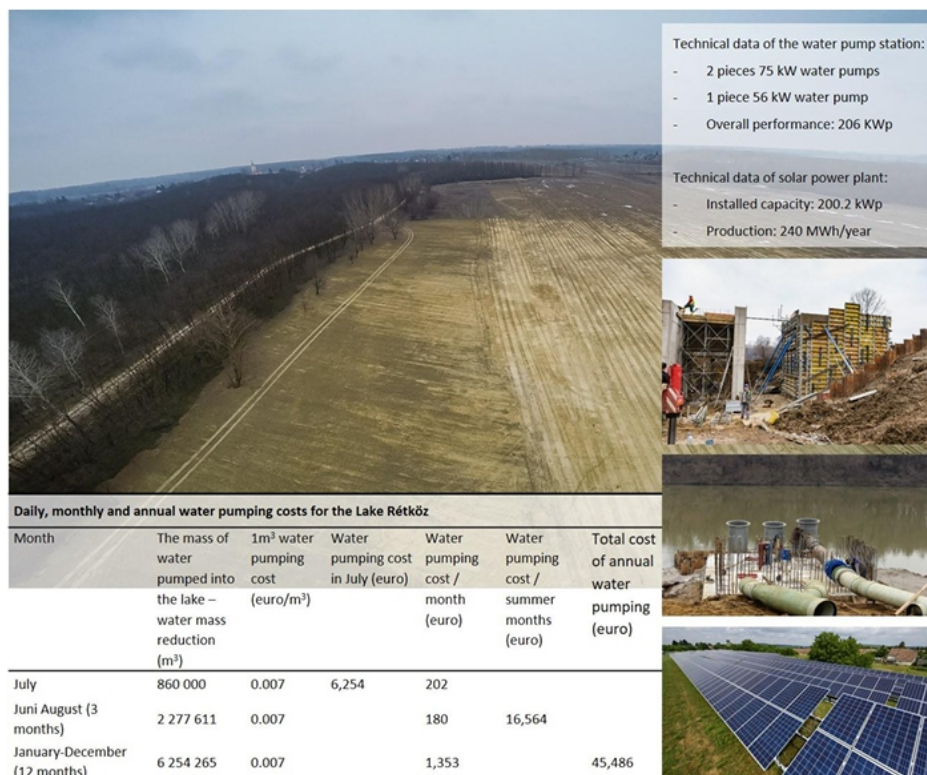 Technical data of the water pump station:
- 2 pieces 75 kW water pumps
- 1 piece 56 kW water pump
- Overall performance: 206 KWp
Technical data of solar power plant:
- Installed capacity: 200.2 kWp
- Production: 240 MWh/year
Daily, monthly and annual water pumping costs for the Lake Rétköz
Month
The mass of
water
pumped into
the lake –
water mass
reduction
(m³)
1m³ water
pumping
cost
(euro/m³)
Water
pumping cost
in July (euro)
Water
pumping
cost /
month
(euro)
Water
pumping
cost /
summer
months
(euro)
Total cost
of annual
water
pumping
(euro)
July 860 000 0.007 6,254 202
Juni August (3
months) 2 277 611 0.007 180 16,564
January-December
(12 months) 6 254 265 0.007 1,353 45,486